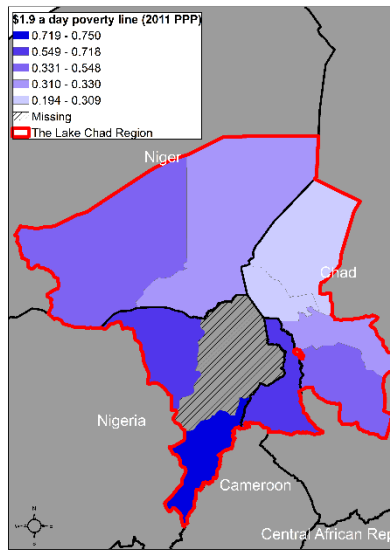 $1.9 a day poverty line (2011 PPP)
0.719 - 0.750
0.549 - 0.718
0.331 - 0.548
0.310 - 0.330
0.194 - 0.309
Missing
The Lake Chad Region
Niger
Chad
Nigeria
Cameroon
Central African Rep
N